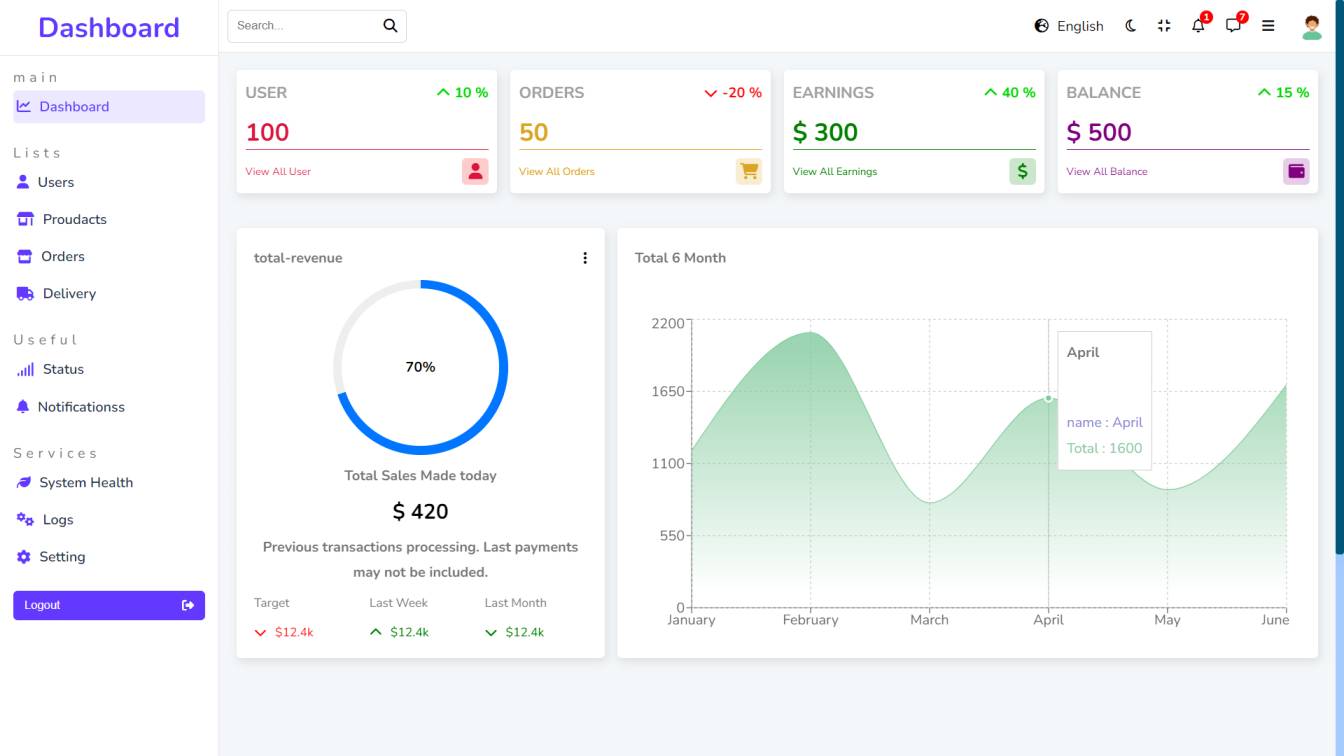 Dashboard
Search...
English
1
7
main
Dashboard
Lists
Users
Proudacts
Orders
Delivery
Useful
Status
Notificationss
Services
System Health
Logs
Setting
Logout
USER
10 %
100
View All User
ORDERS
-20 %
50
View All Orders
EARNINGS
40 %
$ 300
View All Earnings
$
BALANCE
15 %
$ 500
View All Balance
total-revenue
70%
Total Sales Made today
$ 420
Previous transactions processing. Last payments
may not be included.
Target
Last Week
Last Month
$12.4k
$12.4k
$12.4k
Total 6 Month
2200
1650
1100
550
0
January
February
March
April
May
June
April
name : April
Total : 1600